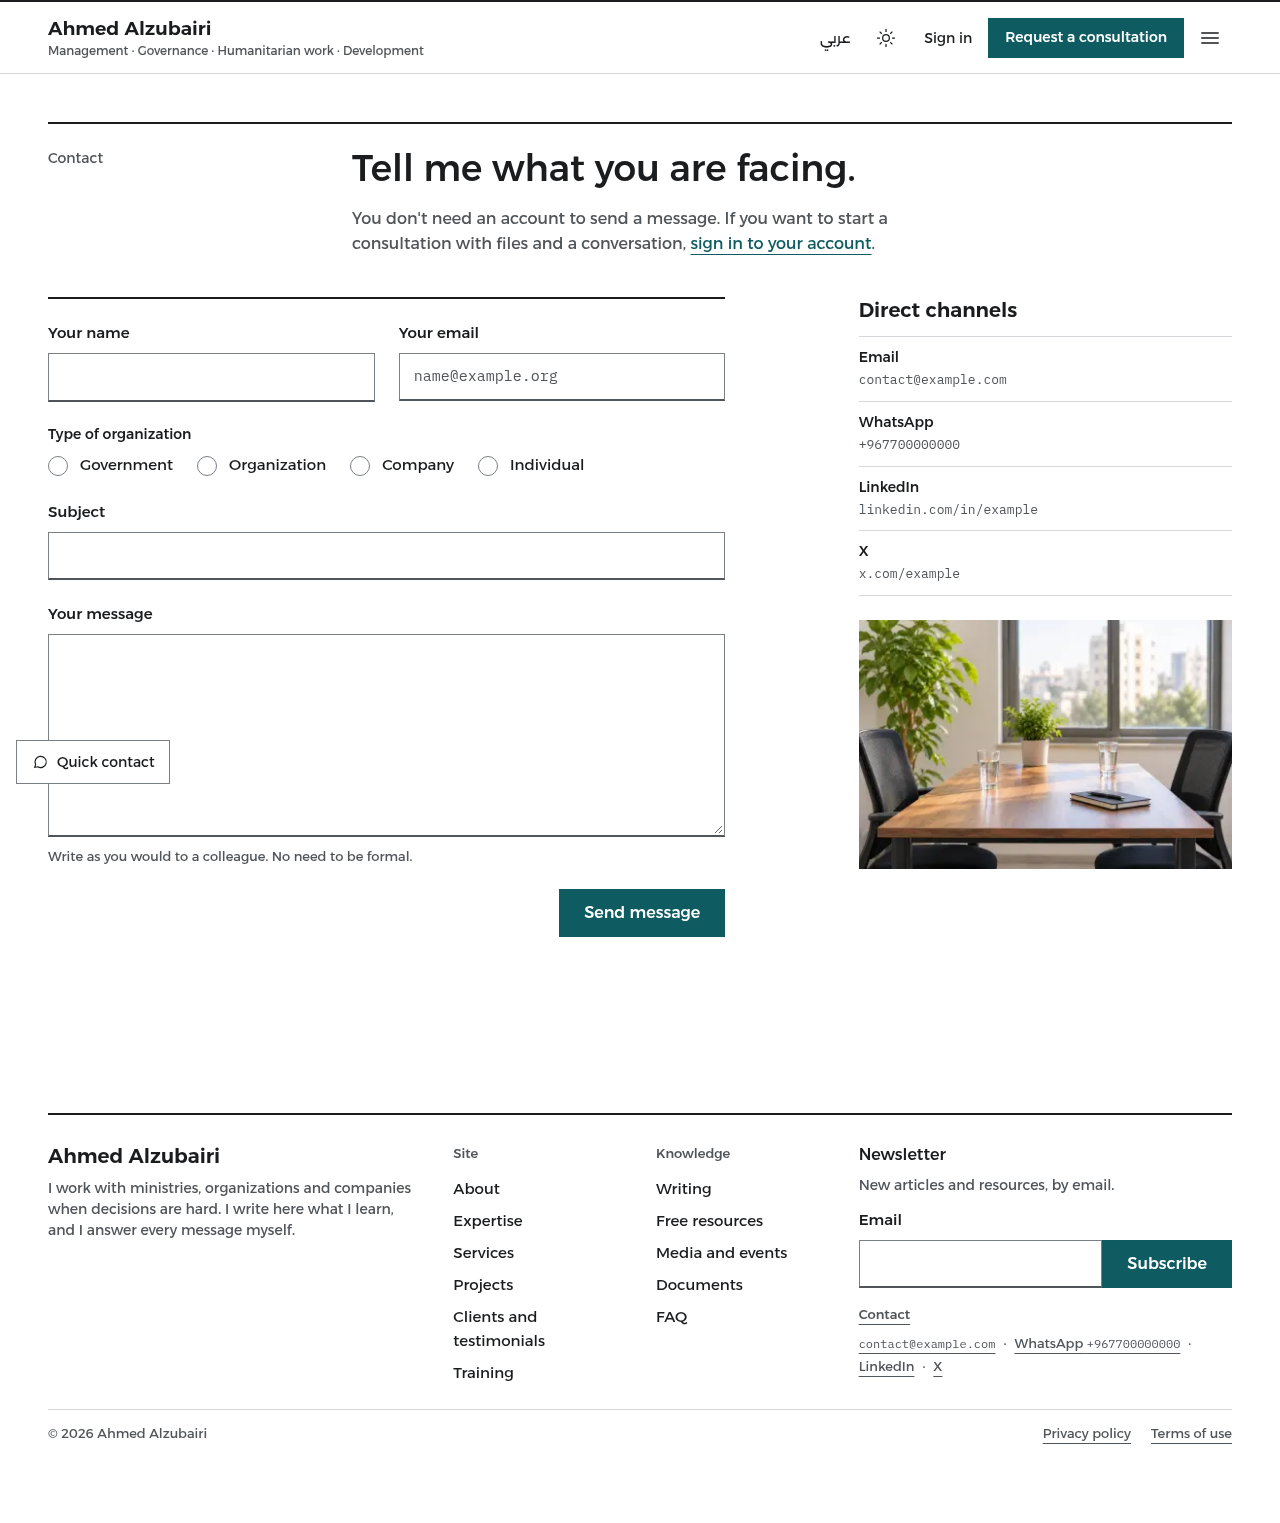 Ahmed Alzubairi
Management · Governance · Humanitarian work · Development
عربي
Sign in
Request a consultation
Contact
Tell me what you are facing.
You don't need an account to send a message. If you want to start a
consultation with files and a conversation, sign in to your account.
Your name
Your email
name@example.org
Type of organization
Government
Organization
Company
Individual
Subject
Your message
Quick contact
Write as you would to a colleague. No need to be formal.
Send message
Direct channels
Email
contact@example.com
WhatsApp
+967700000000
LinkedIn
linkedin.com/in/example
X
x.com/example
Ahmed Alzubairi
I work with ministries, organizations and companies
when decisions are hard. I write here what I learn,
and I answer every message myself.
Site
About
Expertise
Services
Projects
Clients and
testimonials
Training
Knowledge
Writing
Free resources
Media and events
Documents
FAQ
Newsletter
New articles and resources, by email.
Email
Subscribe
Contact
contact@example.com · WhatsApp +967700000000 ·
LinkedIn · X
© 2026 Ahmed Alzubairi
Privacy policy
Terms of use